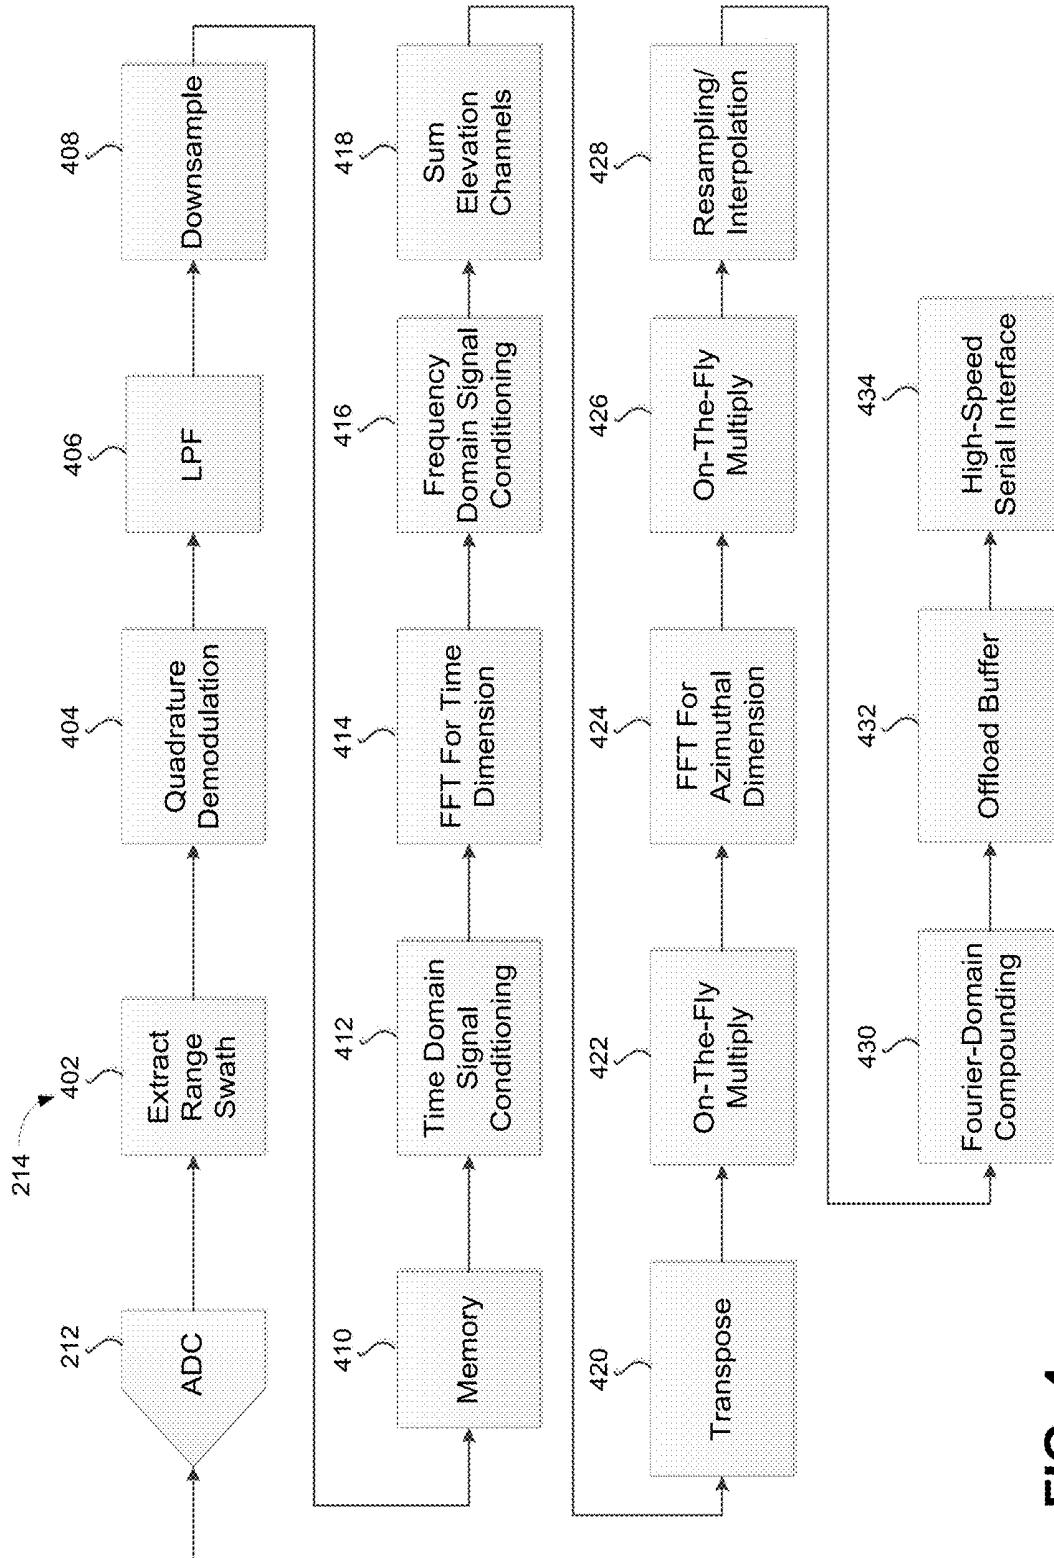 214
212
ADC
402
Extract
Range
Swath
404
Quadrature
Demodulation
406
LPF
408
Downsample
410
Memory
412
Time Domain
Signal
Conditioning
414
FFT For Time
Dimension
416
Frequency
Domain Signal
Conditioning
418
Sum
Elevation
Channels
420
Transpose
422
On-The-Fly
Multiply
424
FFT For
Azimuthal
Dimension
426
On-The-Fly
Multiply
428
Resampling/
Interpolation
430
Fourier-Domain
Compounding
432
Offload Buffer
434
High-Speed
Serial Interface